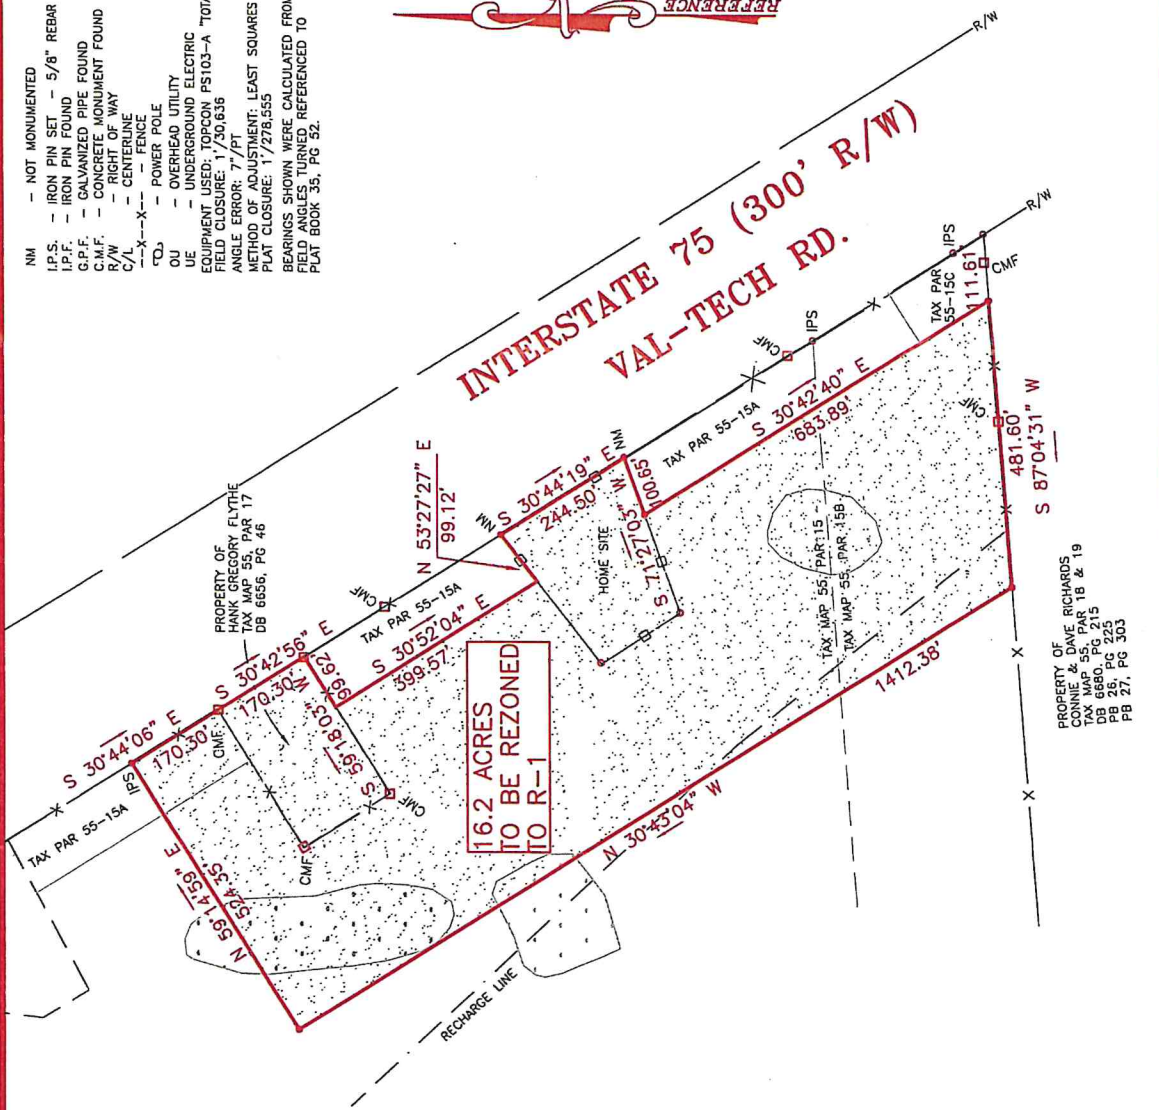 NM - NOT MONUMENTED
I.P.S. - IRON PIN SET - 5/8" REBAR
I.P.F. - IRON PIN FOUND
G.P.F. - GALVANIZED PIPE FOUND
C.M.F. - CONCRETE MONUMENT FOUND
R/W - RIGHT OF WAY
C/L - CENTERLINE
--X--X-- - FENCE
- POWER POLE
OU - OVERHEAD UTILITY
UE - UNDERGROUND ELECTRIC
EQUIPMENT USED: TOPCON PS103-A "TOTA
FIELD CLOSURE: 1'/30,636
ANGLE ERROR: 7"/PT
METHOD OF ADJUSTMENT: LEAST SQUARES
PLAT CLOSURE: 1'/278,555
BEARINGS SHOWN WERE CALCULATED FROM
FIELD ANGLES TURNED REFERENCED TO
PLAT BOOK 35, PG 52.
REFERENCE
R/W
INTERSTATE 75 (300' R/W)
VAL-TECH RD.
R/W
IPS
CMF
TAX PAR
55-15C
111.61'
IPS
CMF
S 30°42'40" E
683.89'
TAX PAR 55-15A
NM
100.65'
S 71°27'03" W
S 30°44'19" E
244.50'
NM
HOME SITE
N 53°27'27" E
99.12'
CMF
TAX PAR 55-15A
S 30°52'04" E
399.57'
PROPERTY OF
HANK GREGORY FLYTHE
TAX MAP 55, PAR 17
DB 6656, PG 46
S 30°42'56" E
170.30'
99.62'
S 59°18'03" W
CMF
CMF
CMF
S 30°44'06" E
170.30'
IPS
TAX PAR 55-15A
N 59°14'59" E
524.35'
16.2 ACRES
TO BE REZONED
TO R-1
TAX MAP 55, PAR 15
TAX MAP 55, PAR 15B
CMF
481.60'
S 87°04'31" W
1412.38'
N 30°43'04" W
RECHARGE LINE
PROPERTY OF
CONNIE & DAVE RICHARDS
TAX MAP 55, PAR 18 & 19
DB 6680, PG 215
PB 26, PG 225
PB 27, PG 303